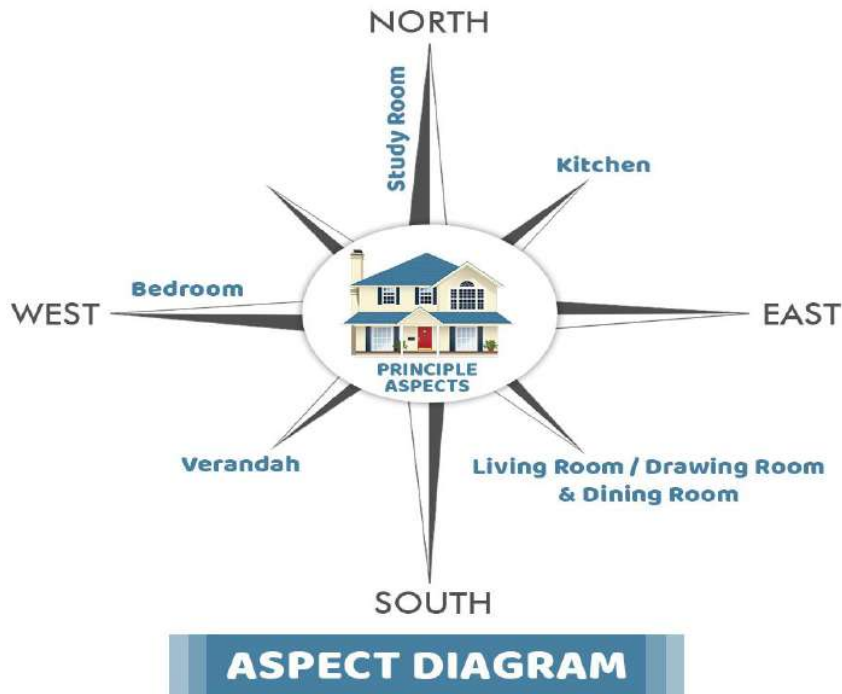 NORTH
Study Room
Kitchen
Bedroom
WEST
EAST
PRINCIPLE
ASPECTS
Verandah
Living Room / Drawing Room
& Dining Room
SOUTH
ASPECT DIAGRAM